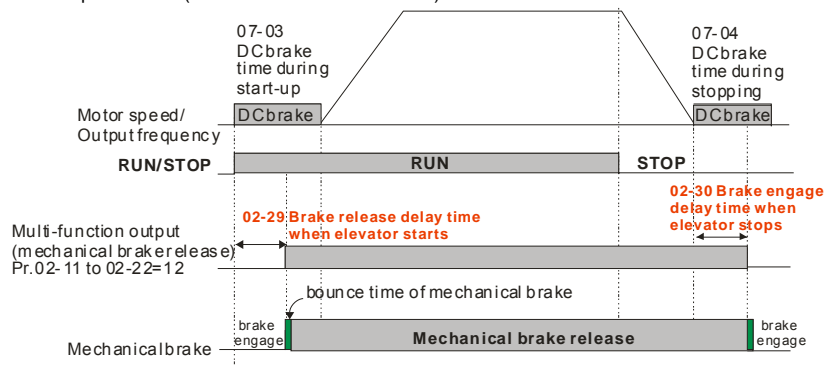 07-03
DCbrake
time during
start-up
07-04
DCbrake
time during
stopping
DCbrake
DCbrake
Motor speed/
Output frequency
RUN/STOP
RUN
STOP
02-29 Brake release delay time
when elevator starts
02-30 Brake engage
delay time when
elevator stops
Multi-function output
(mechanical brake release)
Pr.02-11 to 02-22=12
bounce time of mechanical brake
brake
engage
Mechanical brake release
brake
engage
Mechanical brake